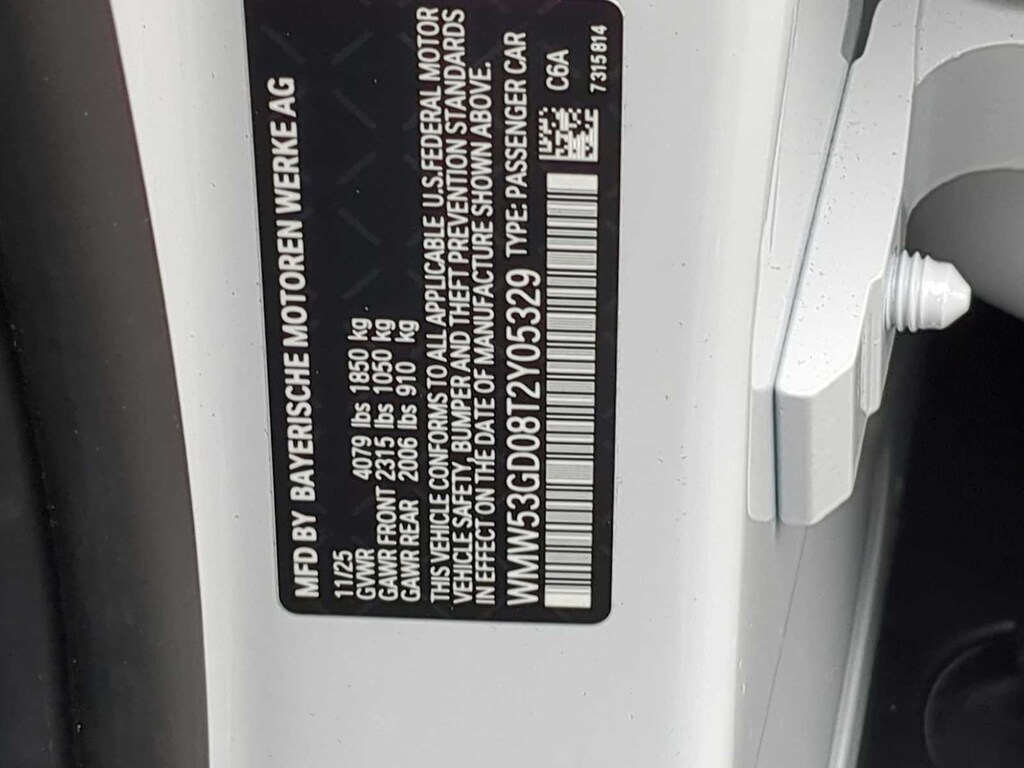 MFD BY BAYERISCHE MOTOREN WERKE AG
11/25
GVWR 4079 lbs 1850 kg
GAWR FRONT 2315 lbs 1050 kg
GAWR REAR 2006 lbs 910 kg
THIS VEHICLE CONFORMS TO ALL APPLICABLE U.S.FEDERAL MOTOR
VEHICLE SAFETY, BUMPER AND THEFT PREVENTION STANDARDS
IN EFFECT ON THE DATE OF MANUFACTURE SHOWN ABOVE.
WMW53GD08T2Y05329 TYPE: PASSENGER CAR
C6A
7315814